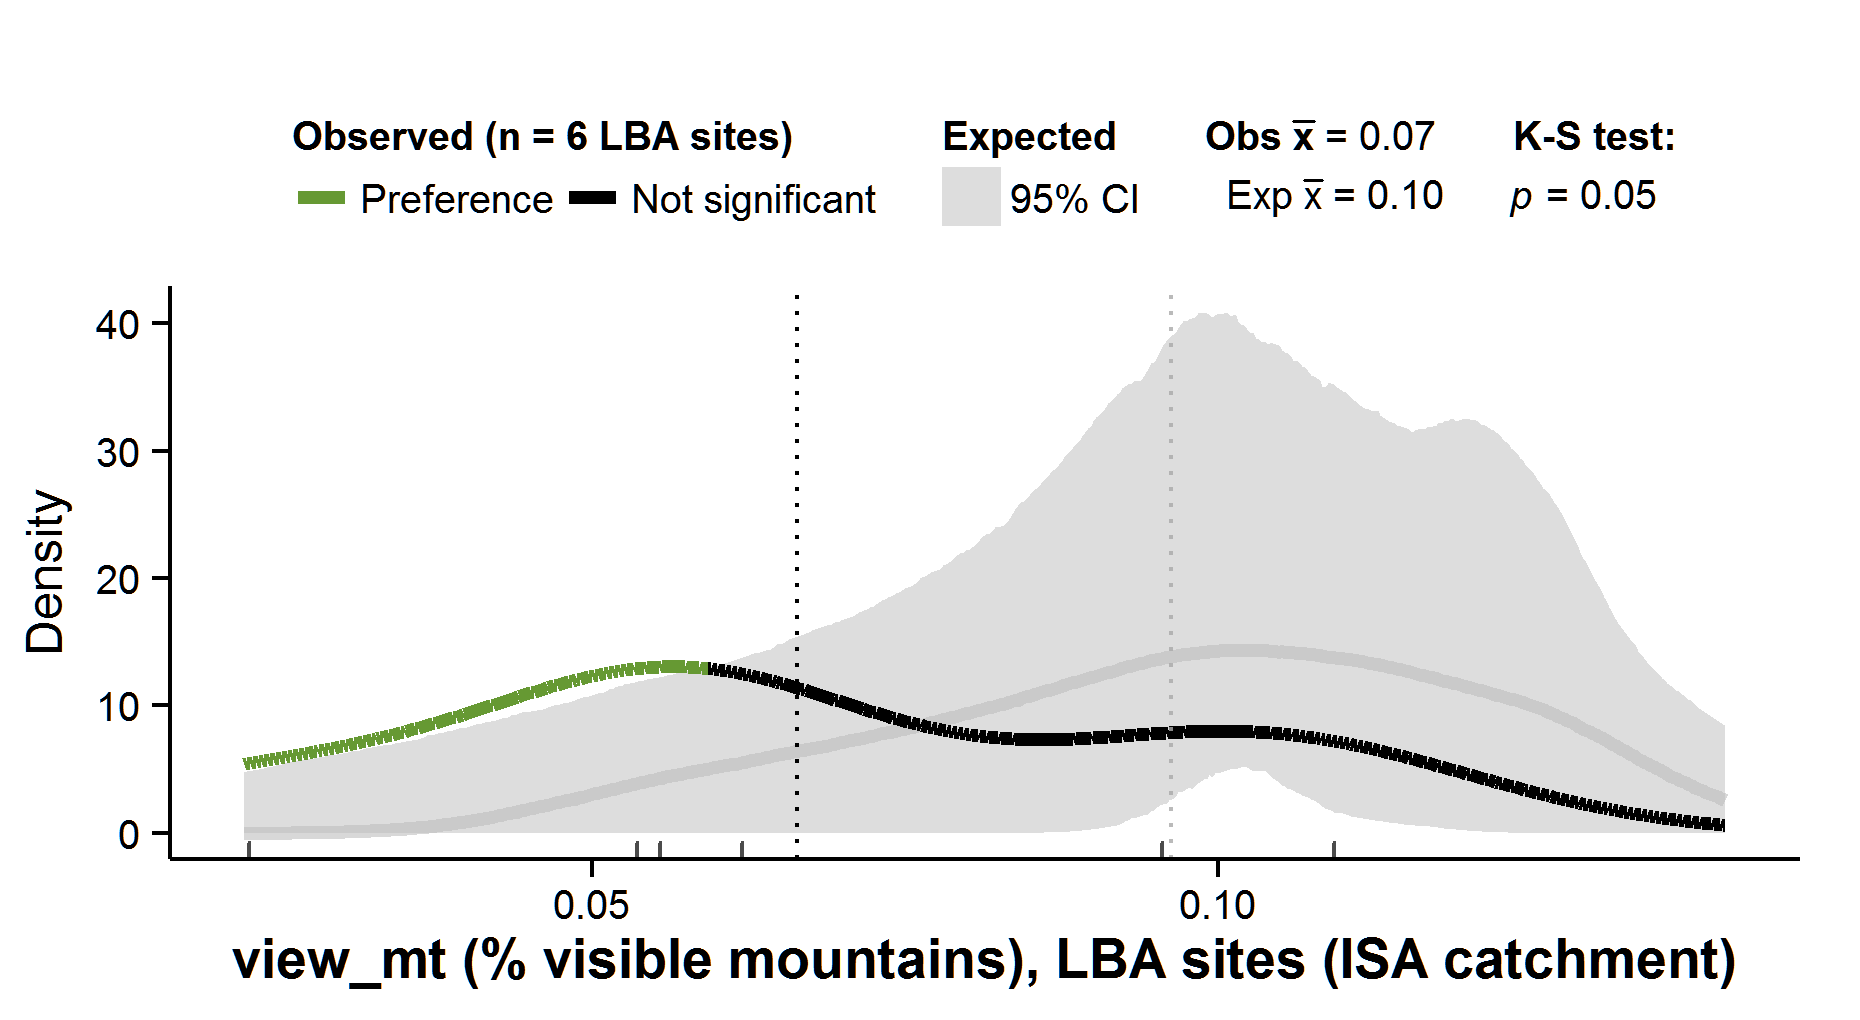 Observed (n = 6 LBA sites) Expected Obs x̅ = 0.07 K-S test:
Preference Not significant 95% CI Exp x̅ = 0.10 p = 0.05
40
30
20
10
0
Density
0.05 0.10
view_mt (% visible mountains), LBA sites (ISA catchment)